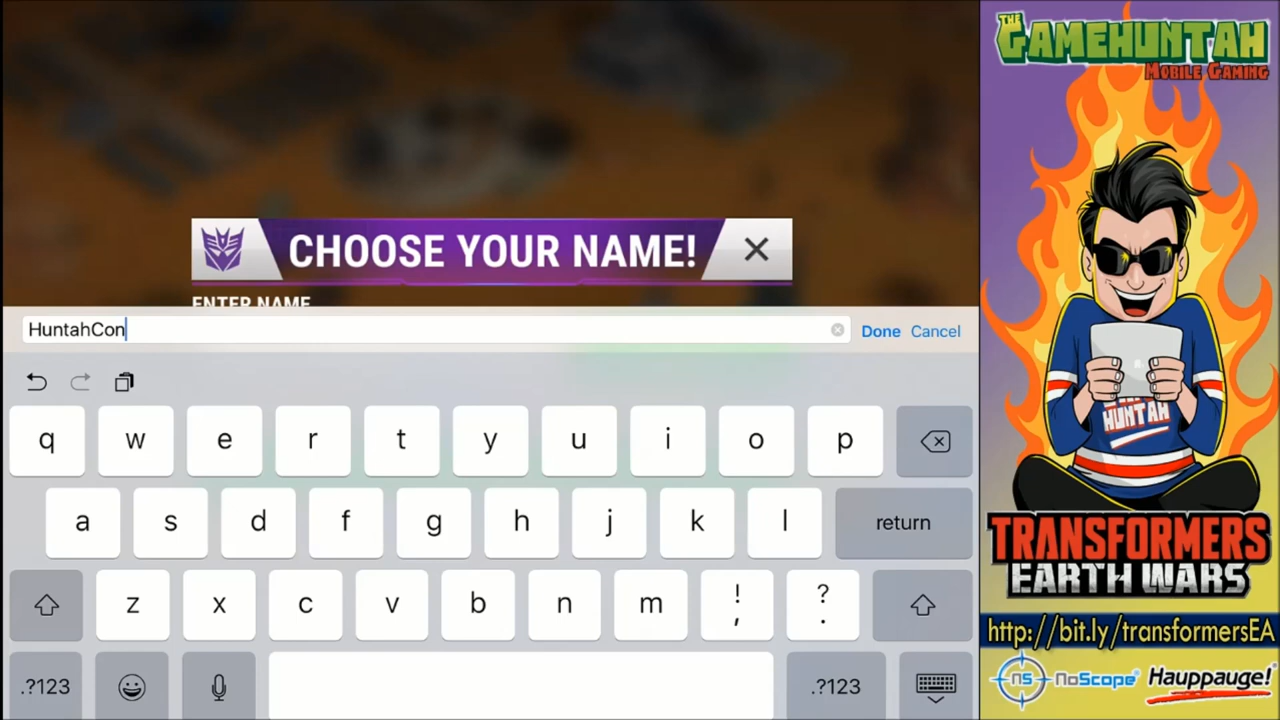 CHOOSE YOUR NAME!
ENTER NAME
HuntahCon
Done Cancel
q w e r t y u i o p
a s d f g h j k l return
z x c v b n m ! , ? .
.?123 .?123
THE
GAMEHUNTAH
MOBILE GAMING
HUNTAH
TRANSFORMERS
EARTH WARS
http://bit.ly/transformersEA
NS NoScope® Hauppauge!®